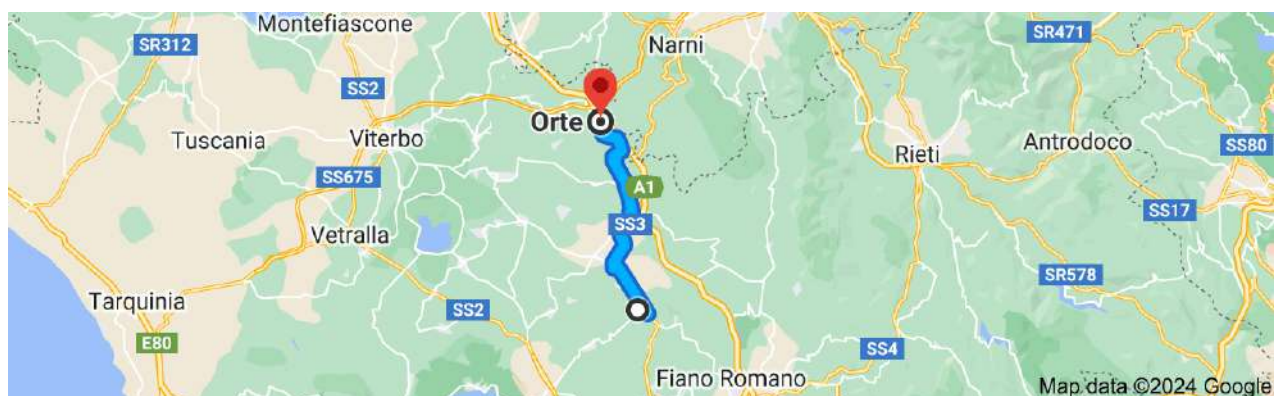 Montefiascone
SR312
Narni
SR471
SS2
Orte
Tuscania
Viterbo
Antrodoco
Rieti
SS80
SS675
A1
SS17
SS3
Vetralla
SR578
Tarquinia
SS2
E80
SS4
Fiano Romano
Map data ©2024 Google